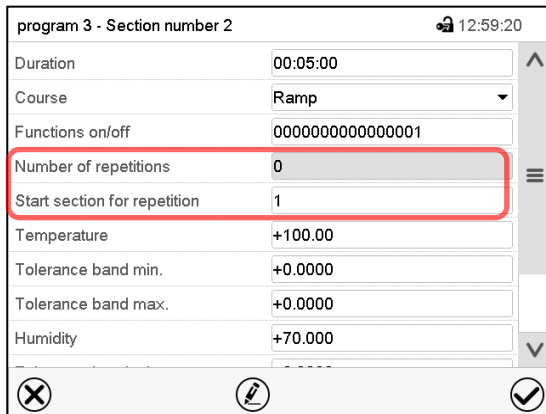 program 3 - Section number 2 12:59:20
Duration 00:05:00
Course Ramp
Functions on/off 0000000000000001
Number of repetitions 0
Start section for repetition 1
Temperature +100.00
Tolerance band min. +0.0000
Tolerance band max. +0.0000
Humidity +70.000